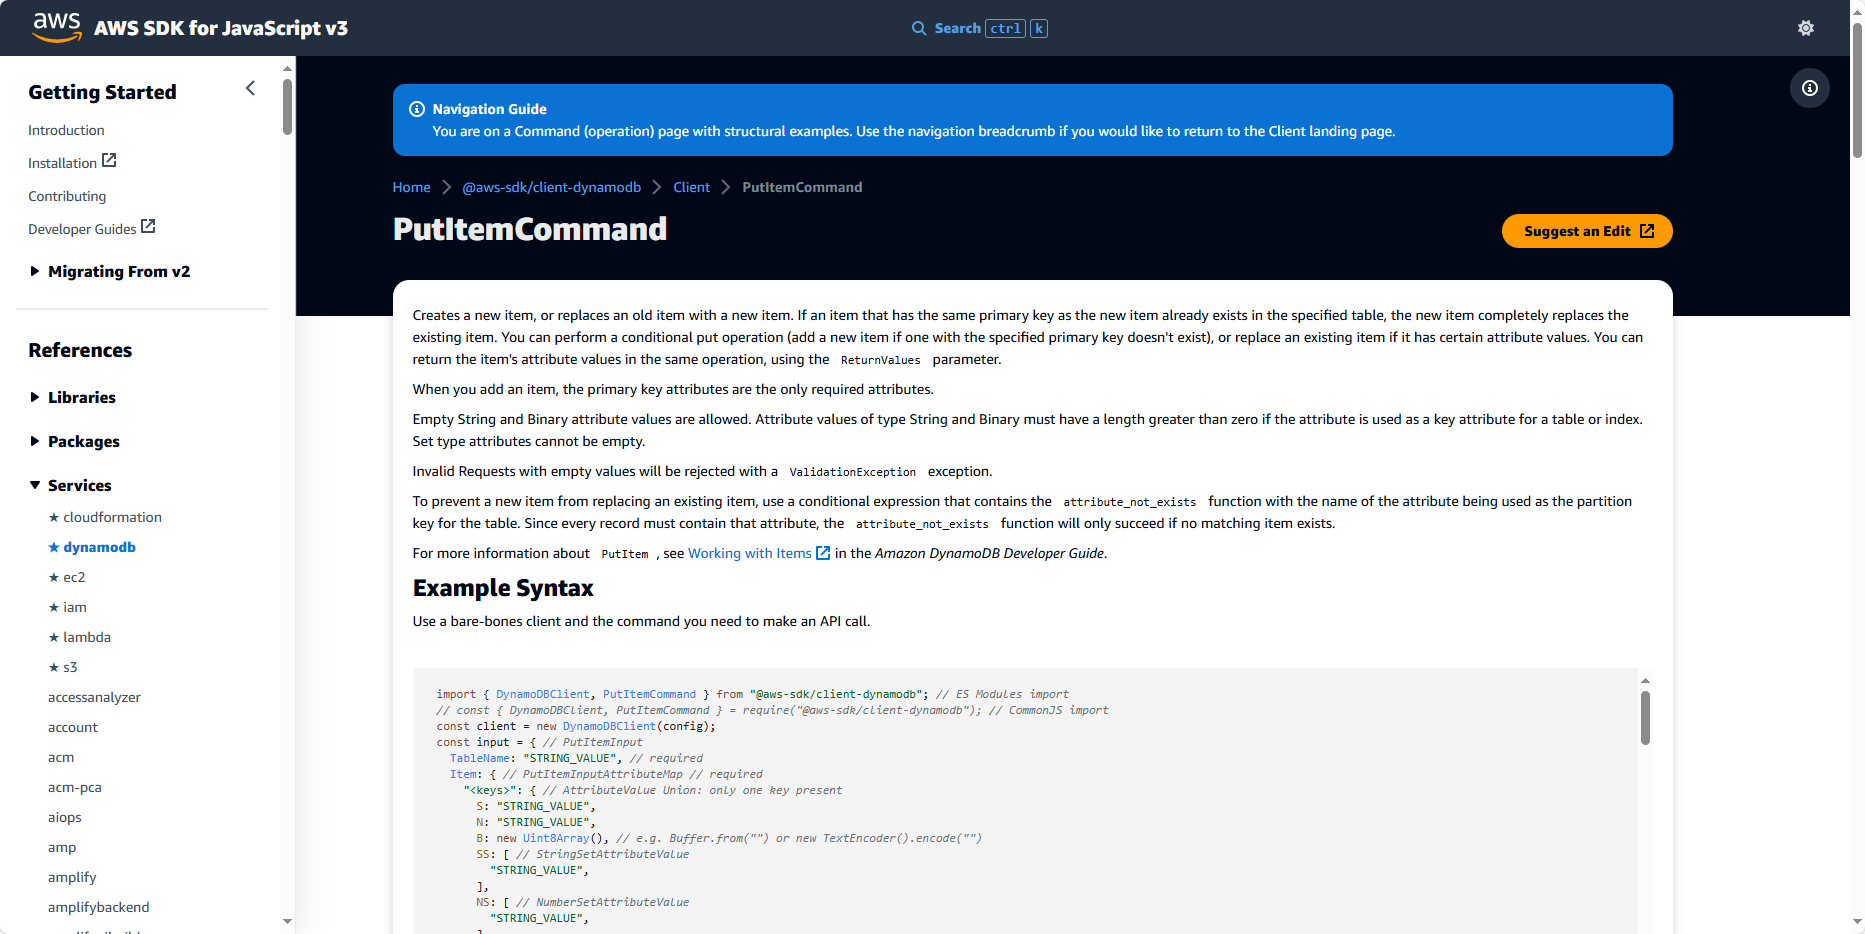 aws AWS SDK for JavaScript v3
Search ctrl k
Getting Started
Introduction
Installation
Contributing
Developer Guides
Migrating From v2
References
Libraries
Packages
Services
★ cloudformation
★ dynamodb
★ ec2
★ iam
★ lambda
★ s3
accessanalyzer
account
acm
acm-pca
aiops
amp
amplify
amplifybackend
Navigation Guide
You are on a Command (operation) page with structural examples. Use the navigation breadcrumb if you would like to return to the Client landing page.
Home > @aws-sdk/client-dynamodb > Client > PutItemCommand
PutItemCommand
Suggest an Edit
Creates a new item, or replaces an old item with a new item. If an item that has the same primary key as the new item already exists in the specified table, the new item completely replaces the
existing item. You can perform a conditional put operation (add a new item if one with the specified primary key doesn't exist), or replace an existing item if it has certain attribute values. You can
return the item's attribute values in the same operation, using the ReturnValues parameter.
When you add an item, the primary key attributes are the only required attributes.
Empty String and Binary attribute values are allowed. Attribute values of type String and Binary must have a length greater than zero if the attribute is used as a key attribute for a table or index.
Set type attributes cannot be empty.
Invalid Requests with empty values will be rejected with a ValidationException exception.
To prevent a new item from replacing an existing item, use a conditional expression that contains the attribute_not_exists function with the name of the attribute being used as the partition
key for the table. Since every record must contain that attribute, the attribute_not_exists function will only succeed if no matching item exists.
For more information about PutItem , see Working with Items in the Amazon DynamoDB Developer Guide.
Example Syntax
Use a bare-bones client and the command you need to make an API call.
import { DynamoDBClient, PutItemCommand } from "@aws-sdk/client-dynamodb"; // ES Modules import
// const { DynamoDBClient, PutItemCommand } = require("@aws-sdk/client-dynamodb"); // CommonJS import
const client = new DynamoDBClient(config);
const input = { // PutItemInput
TableName: "STRING_VALUE", // required
Item: { // PutItemInputAttributeMap // required
"<keys>": { // AttributeValue Union: only one key present
S: "STRING_VALUE",
N: "STRING_VALUE",
B: new Uint8Array(), // e.g. Buffer.from("") or new TextEncoder().encode("")
SS: [ // StringSetAttributeValue
"STRING_VALUE",
],
NS: [ // NumberSetAttributeValue
"STRING_VALUE",